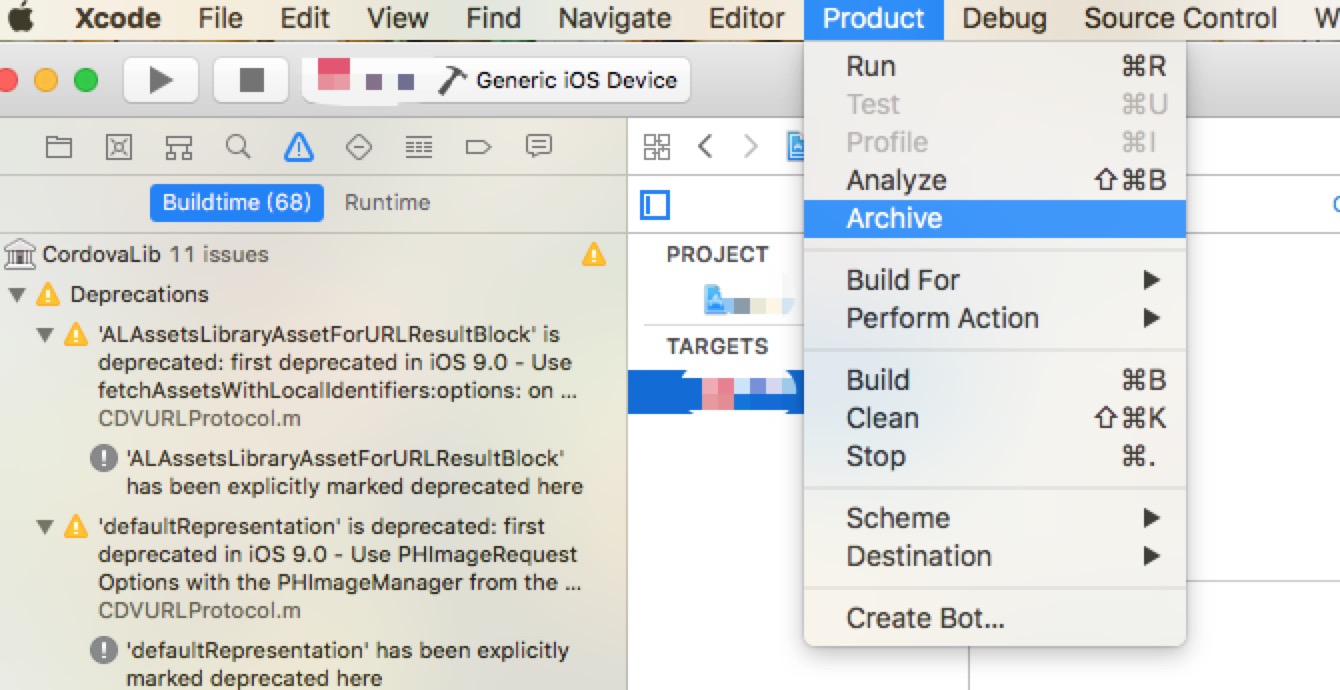 Xcode File Edit View Find Navigate Editor Product Debug Source Control
Generic iOS Device
Buildtime (68) Runtime
CordovaLib 11 issues
Deprecations
'ALAssetsLibraryAssetForURLResultBlock' is
deprecated: first deprecated in iOS 9.0 - Use
fetchAssetsWithLocalIdentifiers:options: on ...
CDVURLProtocol.m
'ALAssetsLibraryAssetForURLResultBlock'
has been explicitly marked deprecated here
'defaultRepresentation' is deprecated: first
deprecated in iOS 9.0 - Use PHImageRequest
Options with the PHImageManager from the ...
CDVURLProtocol.m
'defaultRepresentation' has been explicitly
marked deprecated here
PROJECT
TARGETS
Run ⌘R
Test ⌘U
Profile ⌘I
Analyze ⇧⌘B
Archive
Build For ▶
Perform Action ▶
Build ⌘B
Clean ⇧⌘K
Stop ⌘.
Scheme ▶
Destination ▶
Create Bot...